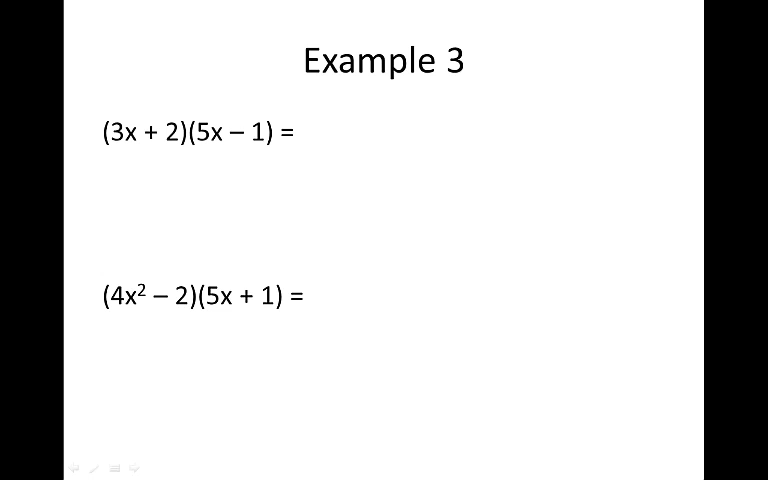 Example 3
(3x + 2)(5x – 1) =
(4x² – 2)(5x + 1) =